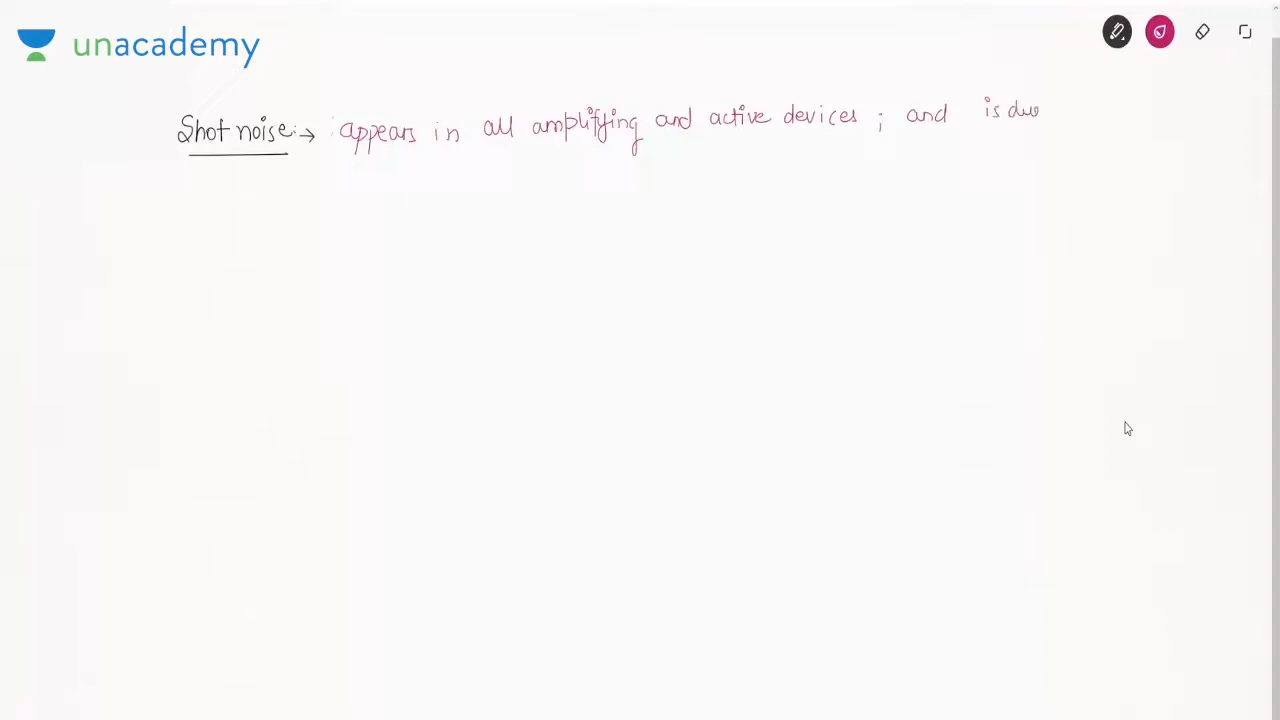 unacademy
Shot noise:→ appears in all amplifying and active devices ; and is due